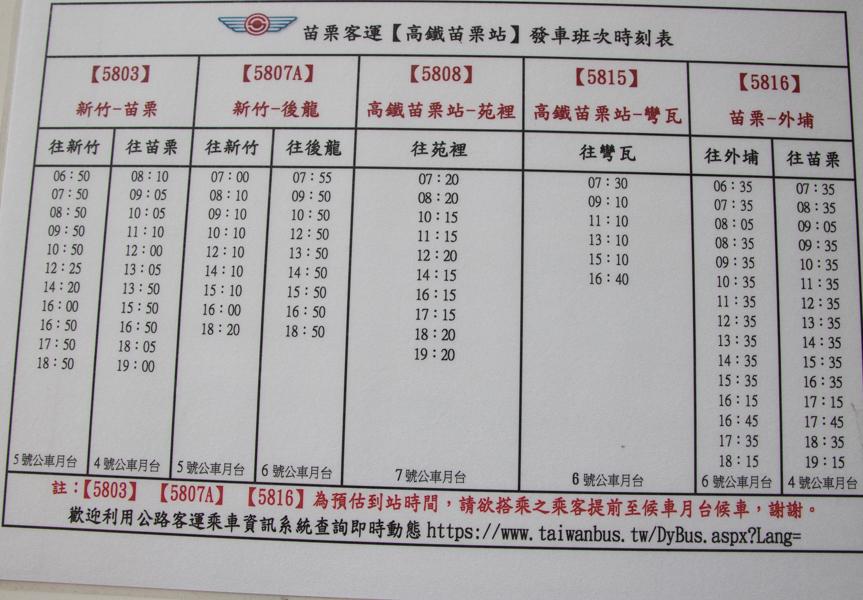 苗栗客運【高鐵苗栗站】發車班次時刻表
【5803】 【5807A】 【5808】 【5815】 【5816】
新竹-苗栗 新竹-後龍 高鐵苗栗站-苑裡 高鐵苗栗站-彎瓦 苗栗-外埔
往新竹 往苗栗 往新竹 往後龍 往苑裡 往彎瓦 往外埔 往苗栗
06：50 08：10 07：00 07：55 07：20 07：30 06：35 07：35
07：50 09：05 08：10 09：50 08：20 09：10 07：35 08：35
08：50 10：05 09：10 10：50 10：15 11：10 08：05 09：05
09：50 11：10 10：10 12：50 11：15 13：10 08：35 09：35
10：50 12：00 12：10 13：50 12：20 15：10 09：35 10：35
12：25 13：05 14：10 14：50 14：15 16：40 10：35 11：35
14：20 13：50 15：10 15：50 16：15 11：35 12：35
16：00 15：50 16：00 16：50 17：15 12：35 13：35
16：50 16：50 18：20 18：50 18：20 13：35 14：35
17：50 18：05 19：20 14：35 15：35
18：50 19：00 15：35 16：35
16：15 17：15
16：45 17：45
17：35 18：35
18：15 19：15
5號公車月台 4號公車月台 5號公車月台 6號公車月台 7號公車月台 6號公車月台 6號公車月台 4號公車月台
註：【5803】 【5807A】 【5816】為預估到站時間，請欲搭乘之乘客提前至候車月台候車，謝謝。
歡迎利用公路客運乘車資訊系統查詢即時動態https://www.taiwanbus.tw/DyBus.aspx?Lang=